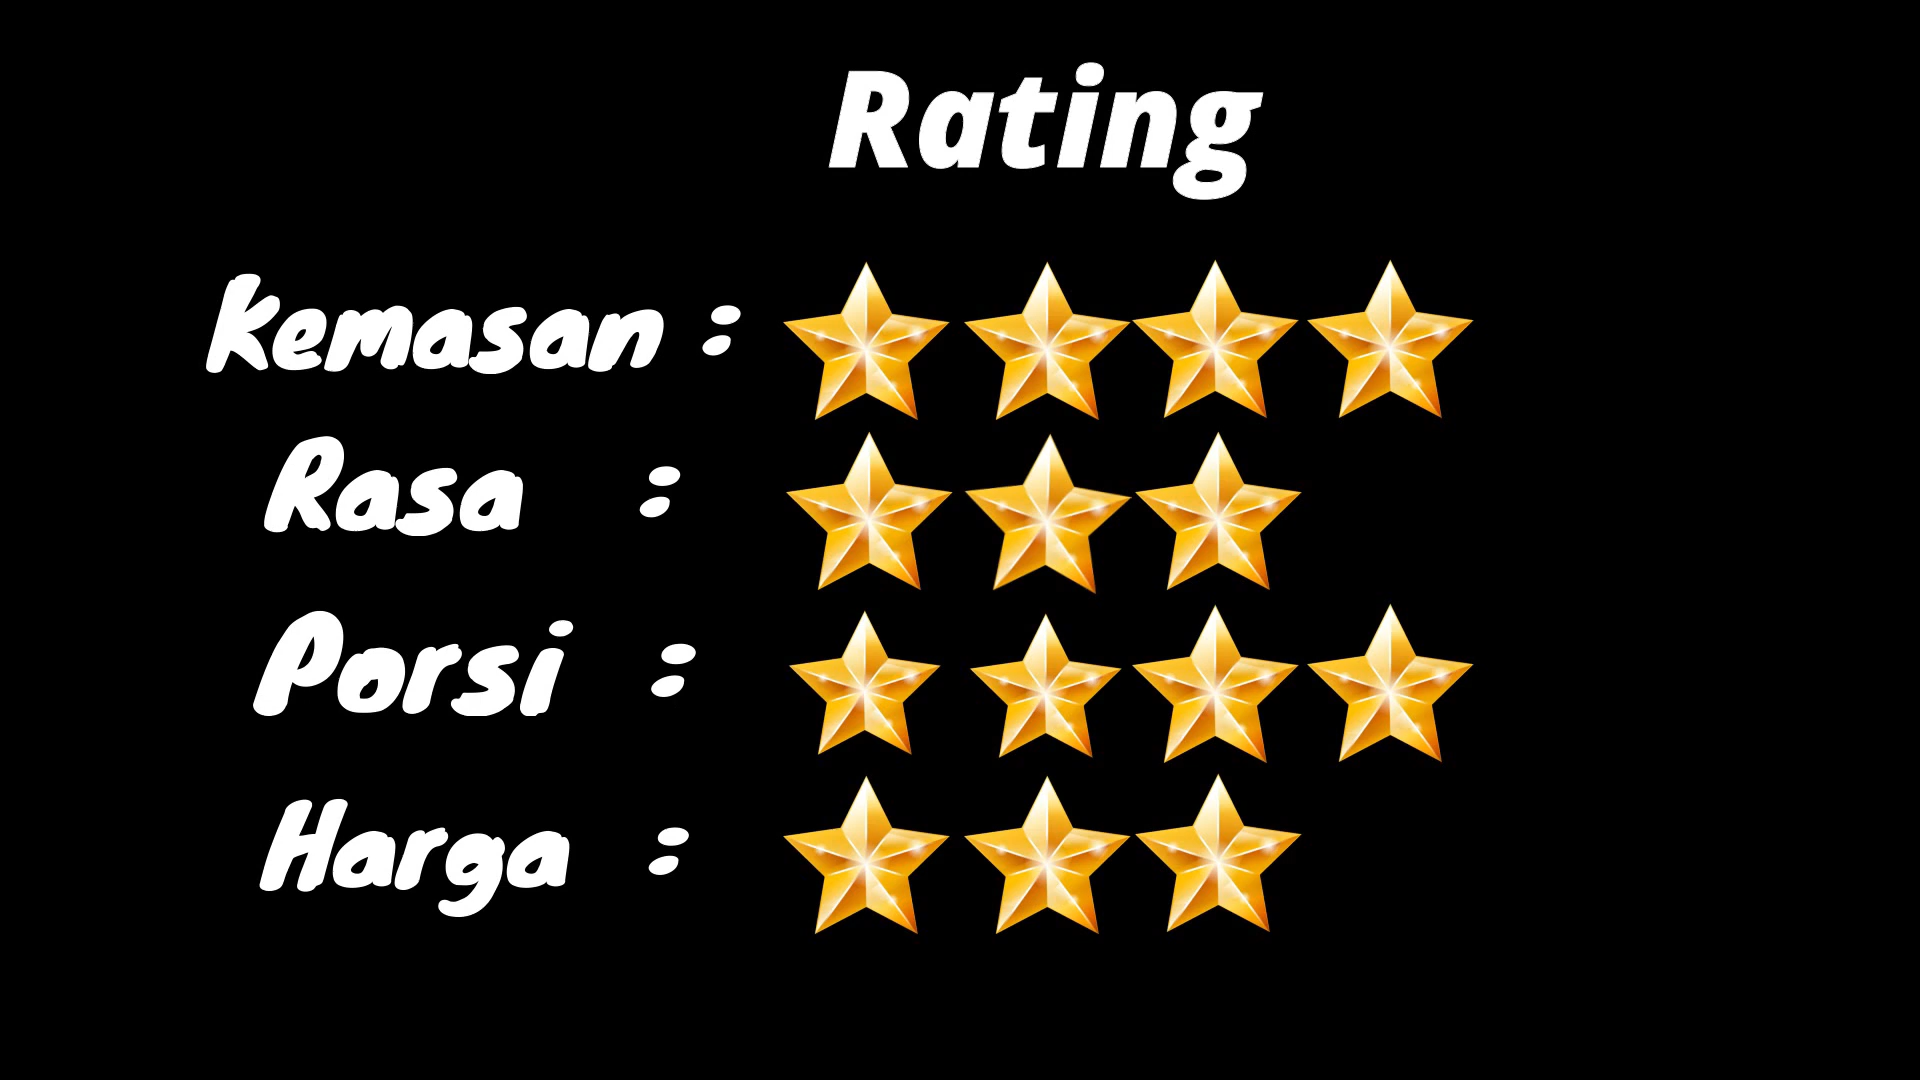 Rating
Kemasan :
Rasa :
Porsi :
Harga :